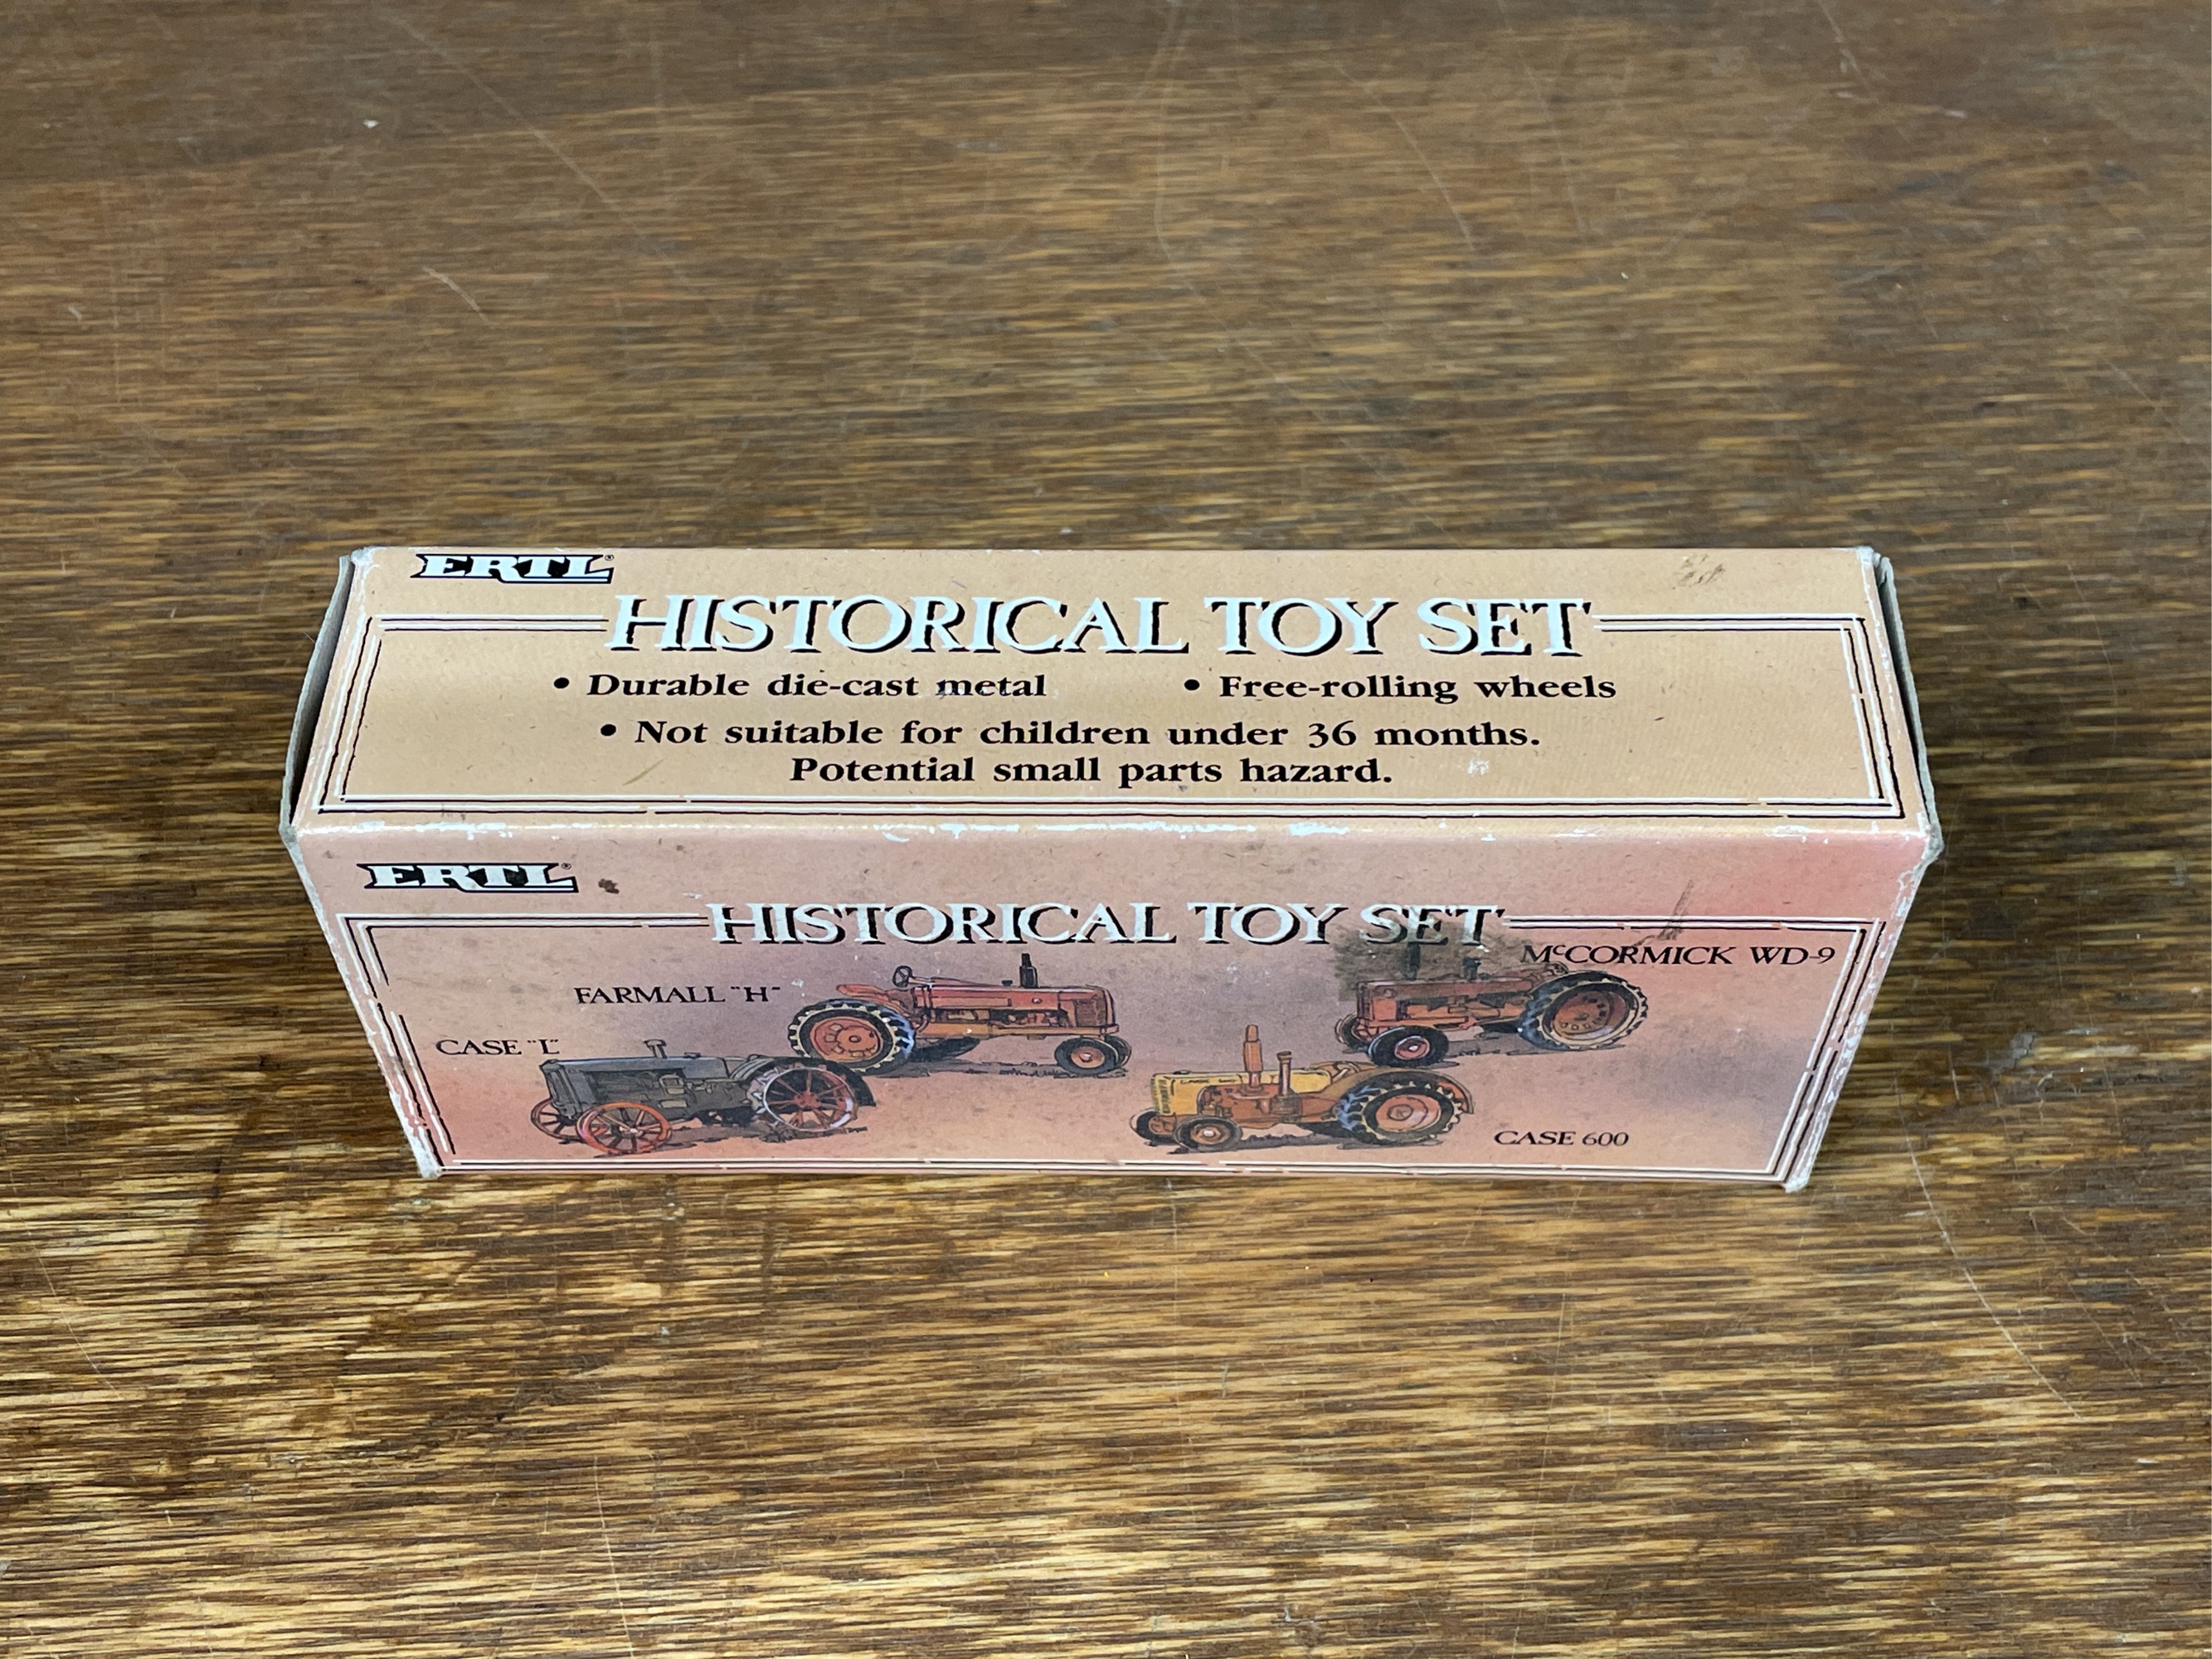 ERTL®
HISTORICAL TOY SET
• Durable die-cast metal • Free-rolling wheels
• Not suitable for children under 36 months.
Potential small parts hazard.
ERTL®
HISTORICAL TOY SET
McCORMICK WD-9
FARMALL "H"
CASE "L"
CASE 600